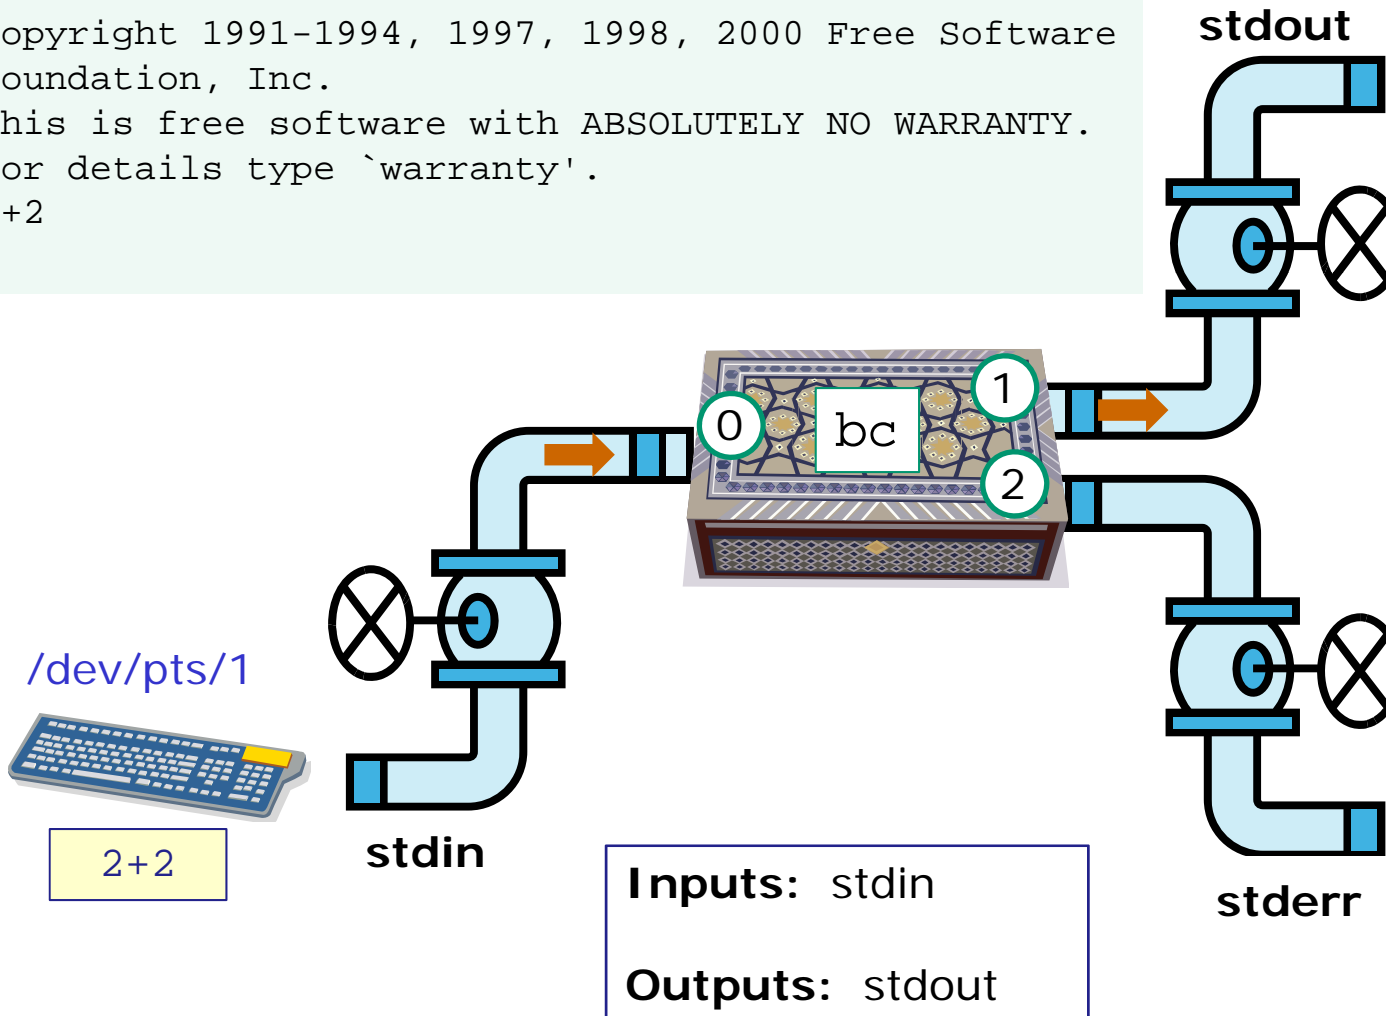 opyright 1991-1994, 1997, 1998, 2000 Free Software
oundation, Inc.
his is free software with ABSOLUTELY NO WARRANTY.
or details type `warranty'.
+2
stdout
0
bc
1
2
/dev/pts/1
2+2
stdin
Inputs: stdin
Outputs: stdout
stderr